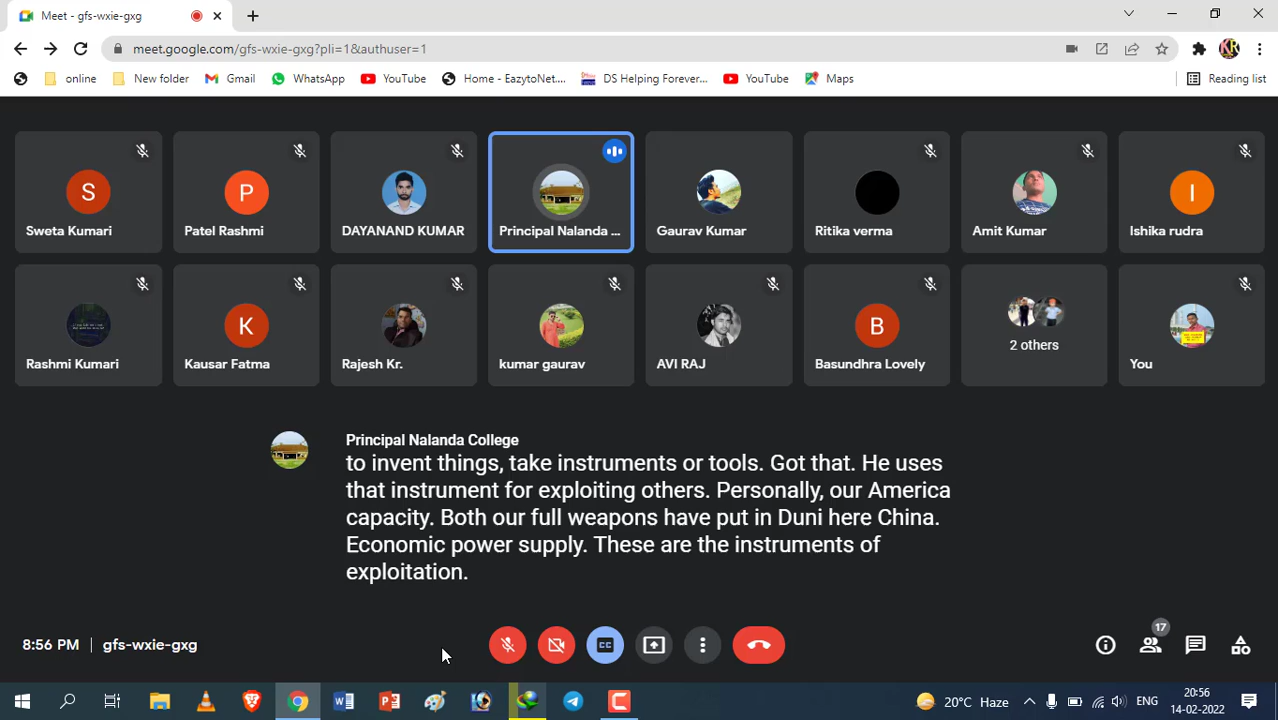 Meet - gfs-wxie-gxg
meet.google.com/gfs-wxie-gxg?pli=1&authuser=1
online
New folder
Gmail
WhatsApp
YouTube
Home - EazytoNet....
DS Helping Forever...
YouTube
Maps
Reading list
KR
S
Sweta Kumari
P
Patel Rashmi
DAYANAND KUMAR
Principal Nalanda ...
Gaurav Kumar
Ritika verma
Amit Kumar
I
Ishika rudra
Rashmi Kumari
K
Kausar Fatma
Rajesh Kr.
kumar gaurav
AVI RAJ
B
Basundhra Lovely
2 others
You
Principal Nalanda College
to invent things, take instruments or tools. Got that. He uses
that instrument for exploiting others. Personally, our America
capacity. Both our full weapons have put in Duni here China.
Economic power supply. These are the instruments of
exploitation.
8:56 PM | gfs-wxie-gxg
CC
17
20°C Haze
ENG
20:56
14-02-2022